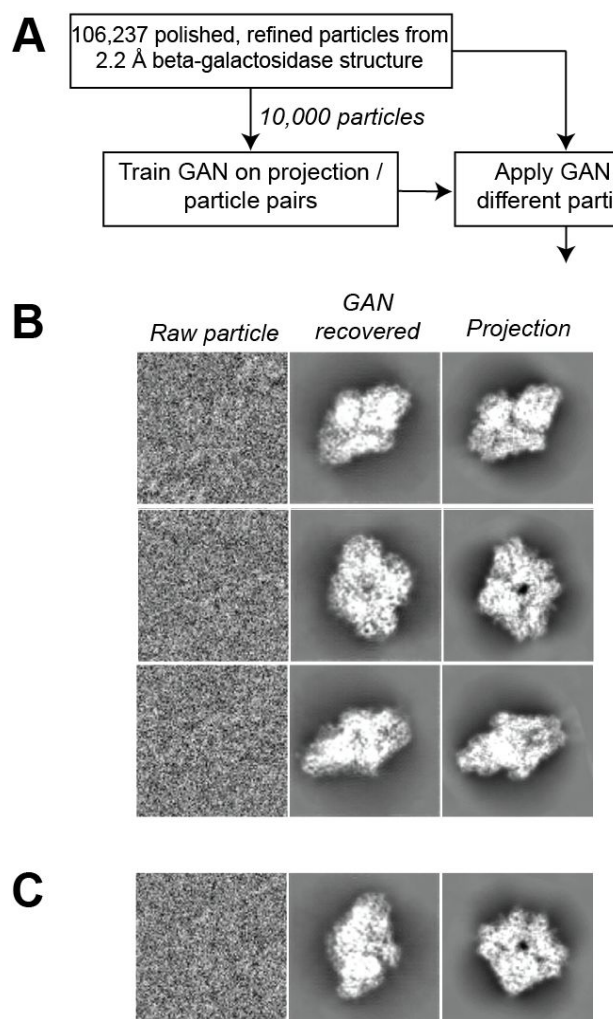 A
106,237 polished, refined particles from
2.2 Å beta-galactosidase structure
10,000 particles
Train GAN on projection /
particle pairs
Apply GAN
different parti
B
Raw particle
GAN
recovered
Projection
C